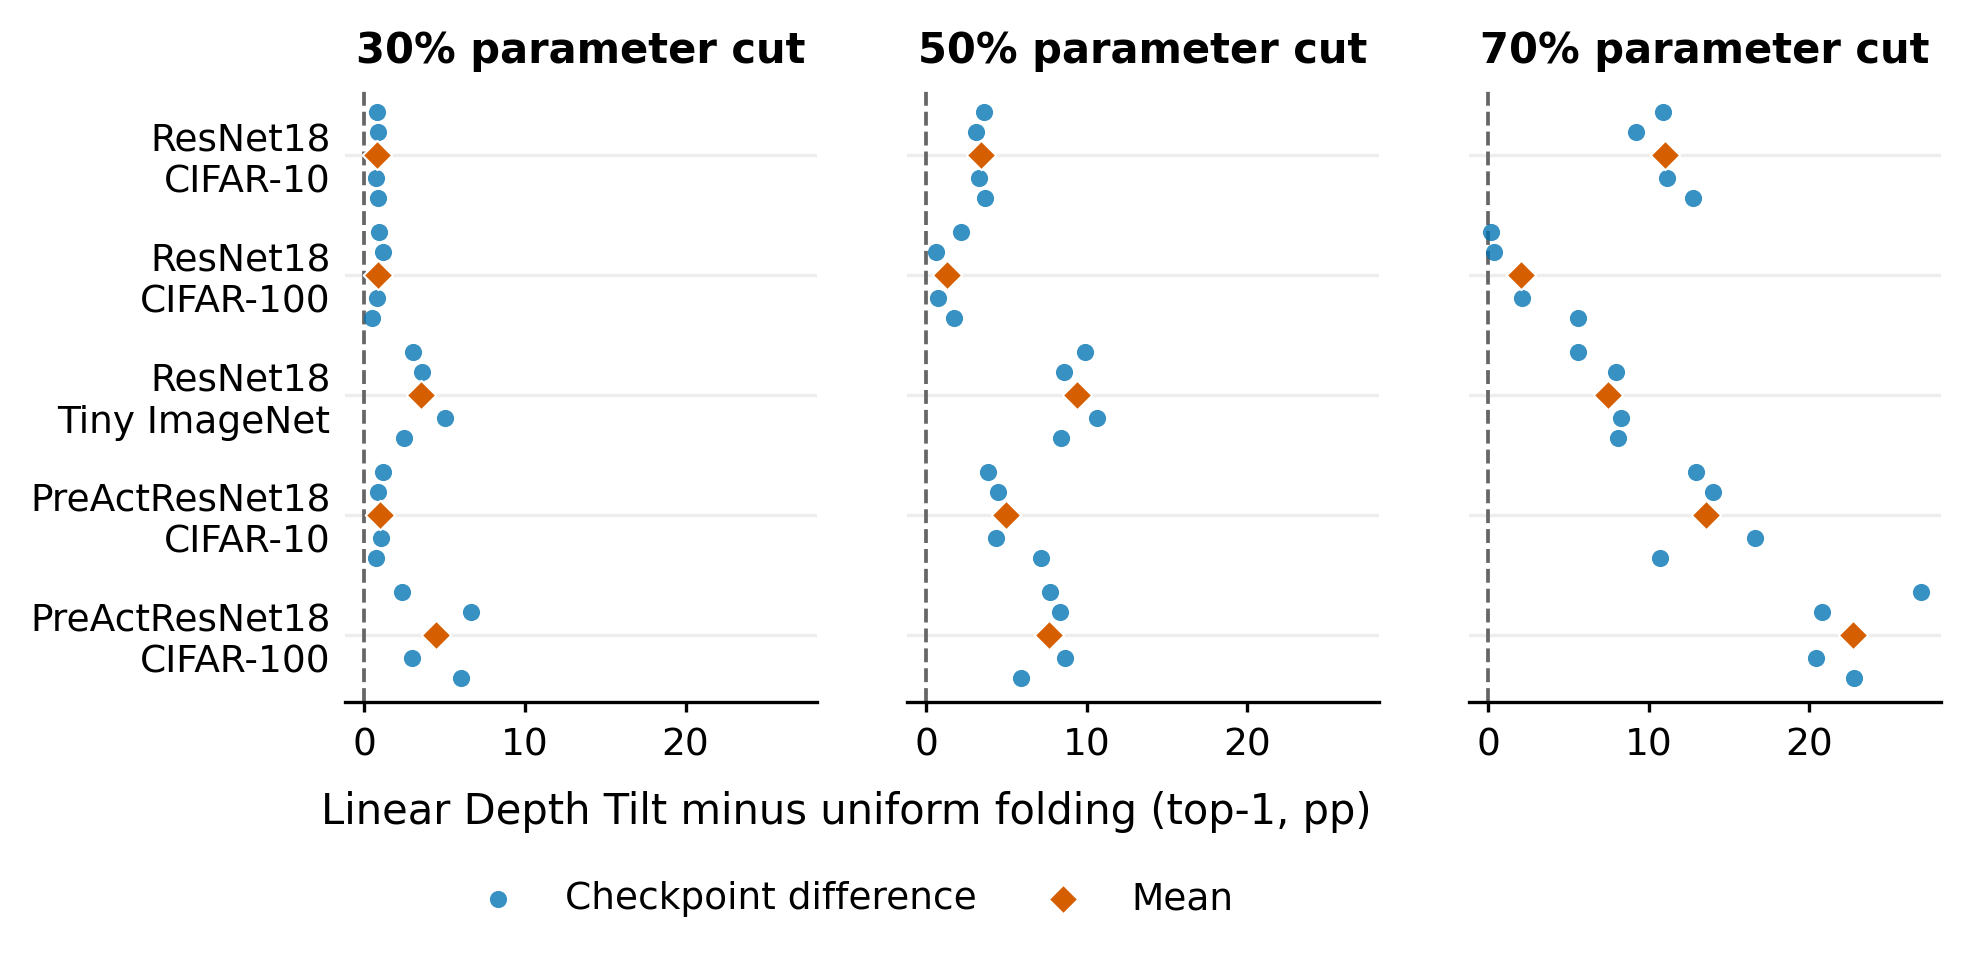 30% parameter cut
50% parameter cut
70% parameter cut
ResNet18
CIFAR-10
ResNet18
CIFAR-100
ResNet18
Tiny ImageNet
PreActResNet18
CIFAR-10
PreActResNet18
CIFAR-100
0 10 20
0 10 20
0 10 20
Linear Depth Tilt minus uniform folding (top-1, pp)
Checkpoint difference
Mean